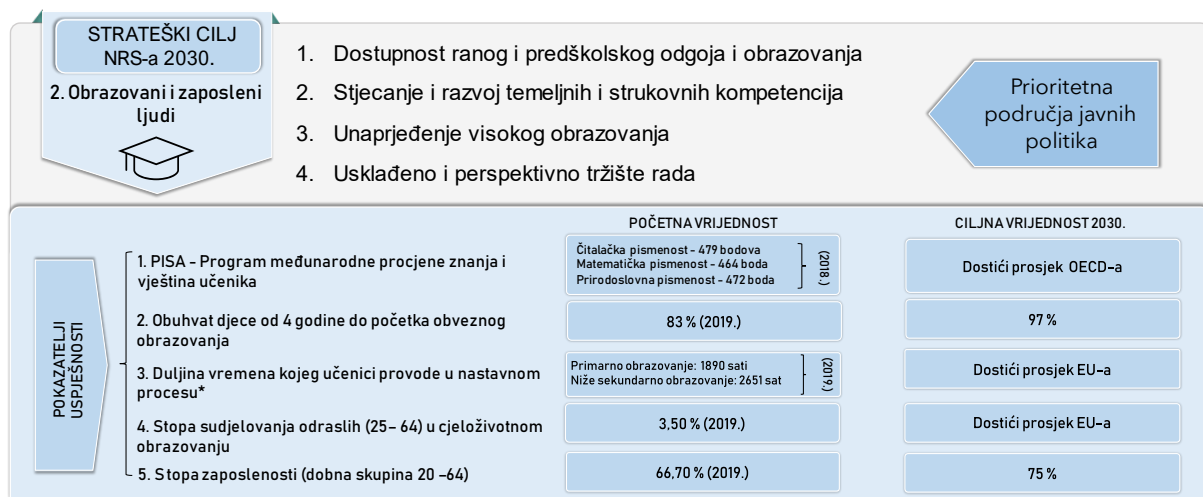 STRATEŠKI CILJ
NRS-a 2030.
2. Obrazovani i zaposleni
ljudi
1. Dostupnost ranog i predškolskog odgoja i obrazovanja
2. Stjecanje i razvoj temeljnih i strukovnih kompetencija
3. Unaprjeđenje visokog obrazovanja
4. Usklađeno i perspektivno tržište rada
Prioritetna
područja javnih
politika
POČETNA VRIJEDNOST
CILJNA VRIJEDNOST 2030.
POKAZATELJI
USPJEŠNOSTI
1. PISA - Program međunarodne procjene znanja i
vještina učenika
Čitalačka pismenost - 479 bodova
Matematička pismenost - 464 boda
Prirodoslovna pismenost - 472 boda
(2018.)
Dostići prosjek OECD-a
2. Obuhvat djece od 4 godine do početka obveznog
obrazovanja
83 % (2019.)
97 %
3. Duljina vremena kojeg učenici provode u nastavnom
procesu*
Primarno obrazovanje: 1890 sati
Niže sekundarno obrazovanje: 2651 sat
(2019.)
Dostići prosjek EU-a
4. Stopa sudjelovanja odraslih (25– 64) u cjeloživotnom
obrazovanju
3,50 % (2019.)
Dostići prosjek EU-a
5. Stopa zaposlenosti (dobna skupina 20 –64)
66,70 % (2019.)
75 %